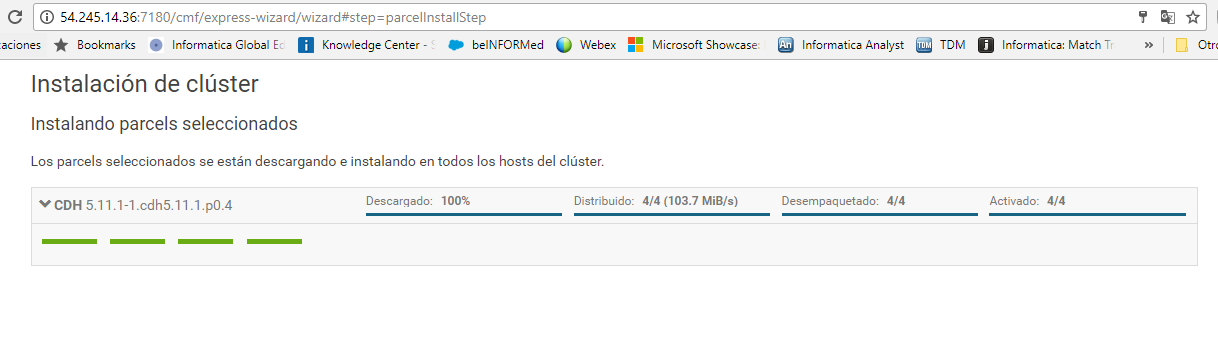 54.245.14.36:7180/cmf/express-wizard/wizard#step=parcelInstallStep
caciones Bookmarks Informatica Global Ed Knowledge Center - S beINFORMed Webex Microsoft Showcase: Informatica Analyst TDM Informatica: Match Tr » Otro
Instalación de clúster
Instalando parcels seleccionados
Los parcels seleccionados se están descargando e instalando en todos los hosts del clúster.
CDH 5.11.1-1.cdh5.11.1.p0.4 Descargado: 100% Distribuido: 4/4 (103.7 MiB/s) Desempaquetado: 4/4 Activado: 4/4